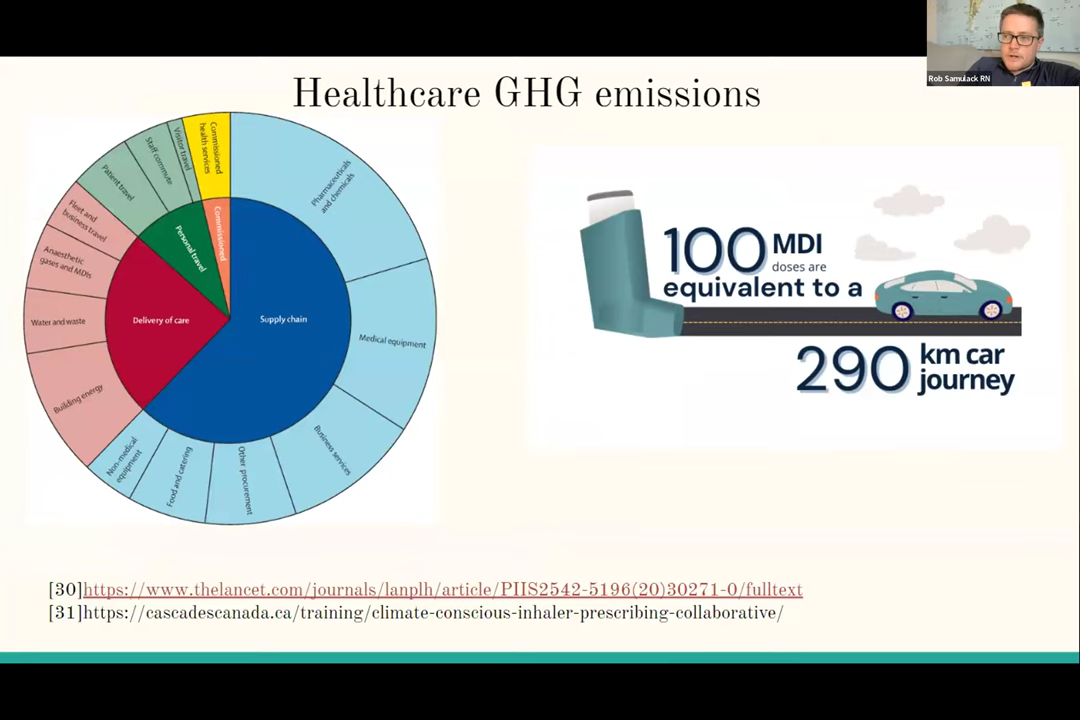 Rob Samulack RN
Healthcare GHG emissions
Pharmaceuticals
and chemicals
Medical equipment
Business services
Other procurement
Food and catering
Non-medical
equipment
Building energy
Water and waste
Anaesthetic
gases and MDIs
Fleet and
business travel
Patient travel
Staff commute
Visitor travel
Commissioned
health services
Supply chain
Delivery of care
Personal travel
Commissioned
100 MDI
doses are
equivalent to a
290 km car
journey
[30]https://www.thelancet.com/journals/lanplh/article/PIIS2542-5196(20)30271-0/fulltext
[31]https://cascadescanada.ca/training/climate-conscious-inhaler-prescribing-collaborative/